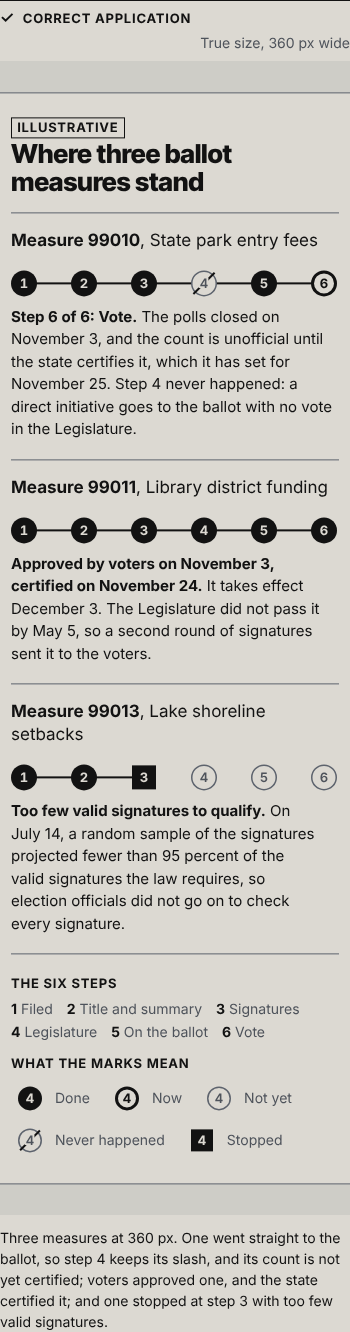 ✓ CORRECT APPLICATION
True size, 360 px wide
ILLUSTRATIVE
Where three ballot
measures stand
Measure 99010, State park entry fees
1 2 3 4 5 6
Step 6 of 6: Vote. The polls closed on
November 3, and the count is unofficial until
the state certifies it, which it has set for
November 25. Step 4 never happened: a
direct initiative goes to the ballot with no vote
in the Legislature.
Measure 99011, Library district funding
1 2 3 4 5 6
Approved by voters on November 3,
certified on November 24. It takes effect
December 3. The Legislature did not pass it
by May 5, so a second round of signatures
sent it to the voters.
Measure 99013, Lake shoreline
setbacks
1 2 3 4 5 6
Too few valid signatures to qualify. On
July 14, a random sample of the signatures
projected fewer than 95 percent of the
valid signatures the law requires, so
election officials did not go on to check
every signature.
THE SIX STEPS
1 Filed 2 Title and summary 3 Signatures
4 Legislature 5 On the ballot 6 Vote
WHAT THE MARKS MEAN
4 Done 4 Now 4 Not yet
4 Never happened 4 Stopped
Three measures at 360 px. One went straight to the
ballot, so step 4 keeps its slash, and its count is not
yet certified; voters approved one, and the state
certified it; and one stopped at step 3 with too few
valid signatures.